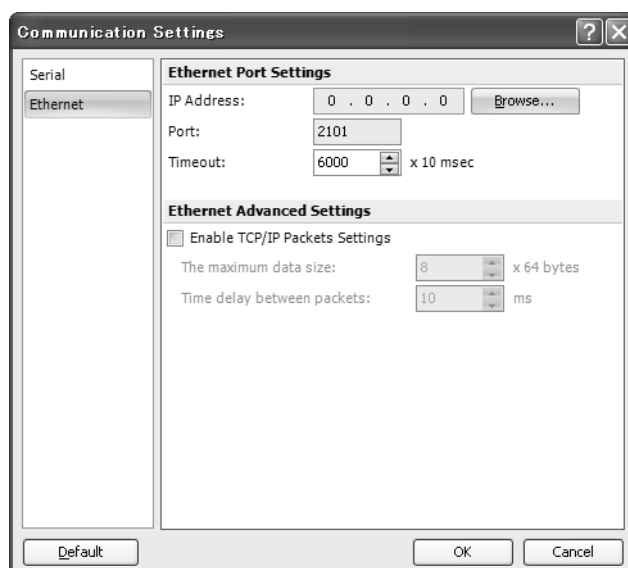 Communication Settings
Serial
Ethernet
Ethernet Port Settings
IP Address: 0 . 0 . 0 . 0 Browse...
Port: 2101
Timeout: 6000 x 10 msec
Ethernet Advanced Settings
Enable TCP/IP Packets Settings
The maximum data size: 8 x 64 bytes
Time delay between packets: 10 ms
Default OK Cancel